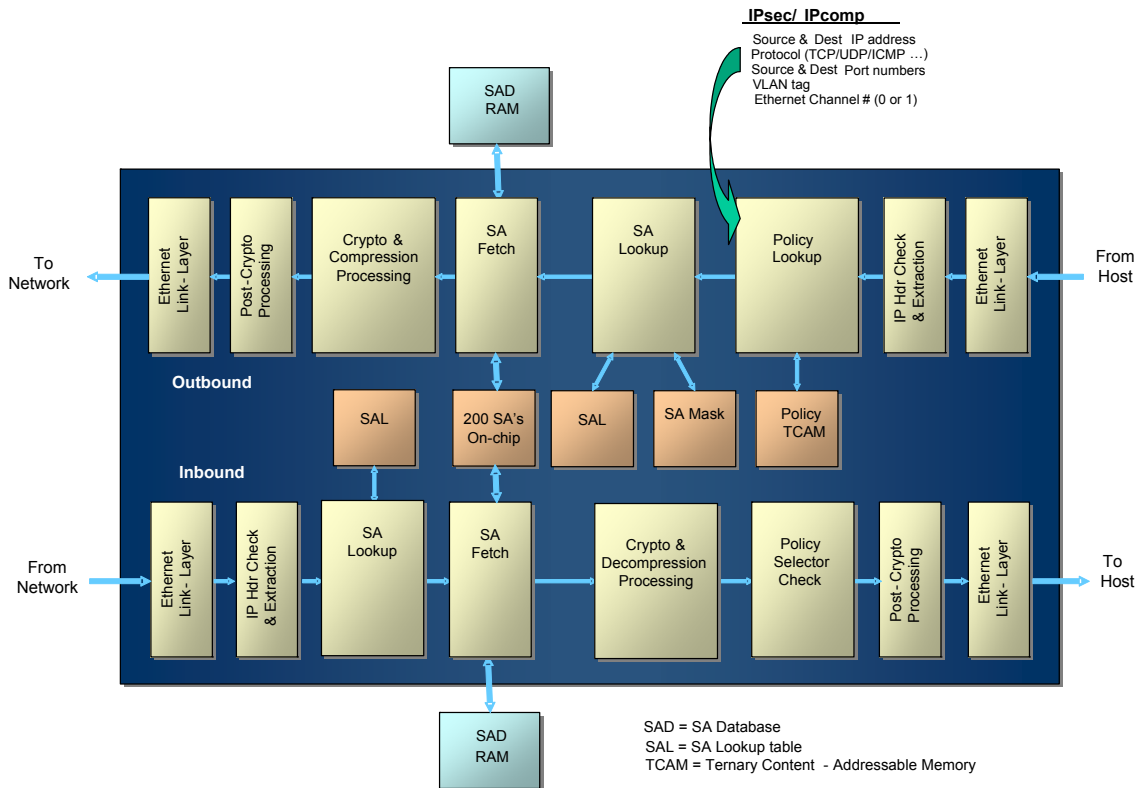 IPsec/ IPcomp
Source & Dest IP address
Protocol (TCP/UDP/ICMP ...)
Source & Dest Port numbers
VLAN tag
Ethernet Channel # (0 or 1)
SAD
RAM
To
Network
Ethernet
Link- Layer
Post-Crypto
Processing
Crypto &
Compression
Processing
SA
Fetch
SA
Lookup
Policy
Lookup
IP Hdr Check
& Extraction
Ethernet
Link- Layer
From
Host
Outbound
SAL
200 SA's
On-chip
SAL
SA Mask
Policy
TCAM
Inbound
From
Network
Ethernet
Link- Layer
IP Hdr Check
& Extraction
SA
Lookup
SA
Fetch
Crypto &
Decompression
Processing
Policy
Selector
Check
Post- Crypto
Processing
Ethernet
Link- Layer
To
Host
SAD
RAM
SAD = SA Database
SAL = SA Lookup table
TCAM = Ternary Content - Addressable Memory